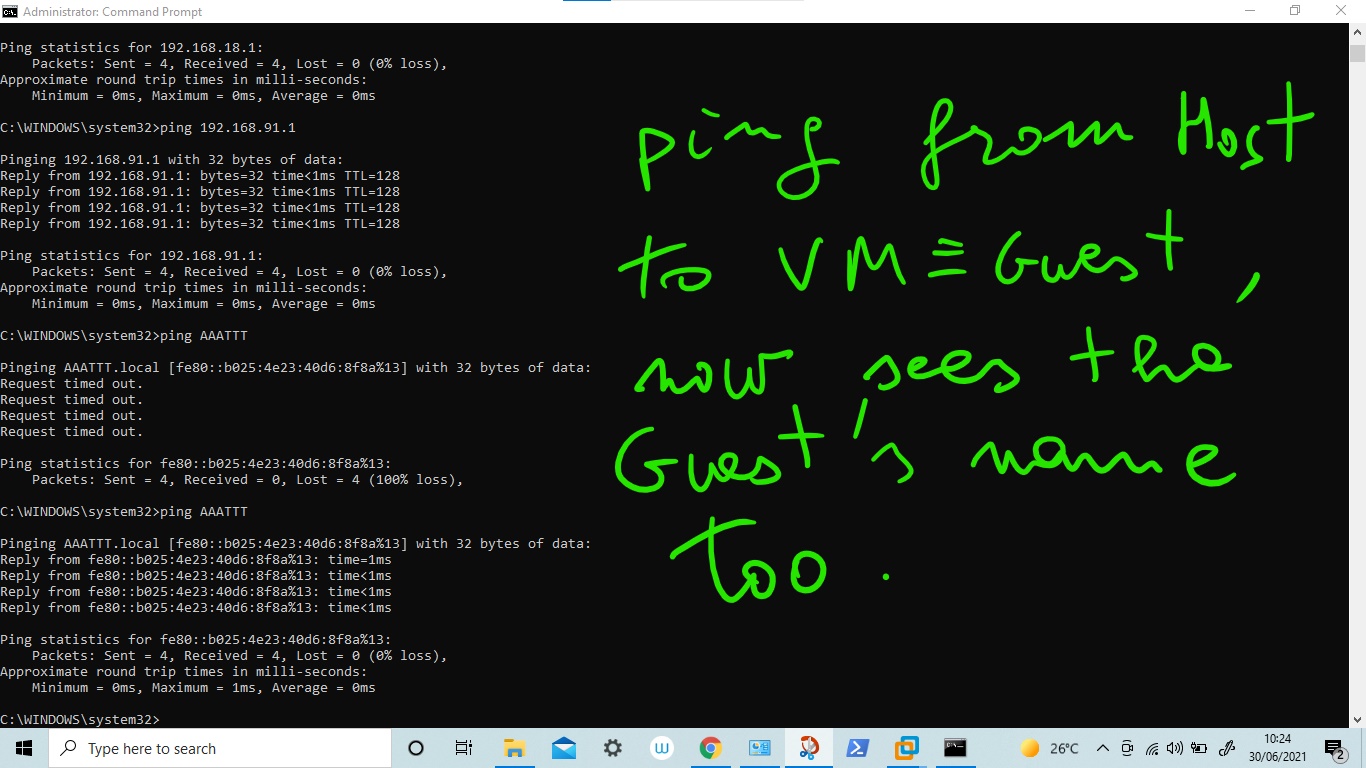 Administrator: Command Prompt
Ping statistics for 192.168.18.1:
    Packets: Sent = 4, Received = 4, Lost = 0 (0% loss),
Approximate round trip times in milli-seconds:
    Minimum = 0ms, Maximum = 0ms, Average = 0ms
C:\WINDOWS\system32>ping 192.168.91.1
Pinging 192.168.91.1 with 32 bytes of data:
Reply from 192.168.91.1: bytes=32 time<1ms TTL=128
Reply from 192.168.91.1: bytes=32 time<1ms TTL=128
Reply from 192.168.91.1: bytes=32 time<1ms TTL=128
Reply from 192.168.91.1: bytes=32 time<1ms TTL=128
Ping statistics for 192.168.91.1:
    Packets: Sent = 4, Received = 4, Lost = 0 (0% loss),
Approximate round trip times in milli-seconds:
    Minimum = 0ms, Maximum = 0ms, Average = 0ms
C:\WINDOWS\system32>ping AAATTT
Pinging AAATTT.local [fe80::b025:4e23:40d6:8f8a%13] with 32 bytes of data:
Request timed out.
Request timed out.
Request timed out.
Request timed out.
Ping statistics for fe80::b025:4e23:40d6:8f8a%13:
    Packets: Sent = 4, Received = 0, Lost = 4 (100% loss),
C:\WINDOWS\system32>ping AAATTT
Pinging AAATTT.local [fe80::b025:4e23:40d6:8f8a%13] with 32 bytes of data:
Reply from fe80::b025:4e23:40d6:8f8a%13: time=1ms
Reply from fe80::b025:4e23:40d6:8f8a%13: time<1ms
Reply from fe80::b025:4e23:40d6:8f8a%13: time<1ms
Reply from fe80::b025:4e23:40d6:8f8a%13: time<1ms
Ping statistics for fe80::b025:4e23:40d6:8f8a%13:
    Packets: Sent = 4, Received = 4, Lost = 0 (0% loss),
Approximate round trip times in milli-seconds:
    Minimum = 0ms, Maximum = 1ms, Average = 0ms
C:\WINDOWS\system32>
ping from Host
to VM ≡ Guest,
now sees the
Guest's name
too.
Type here to search
26°C
10:24
30/06/2021
2